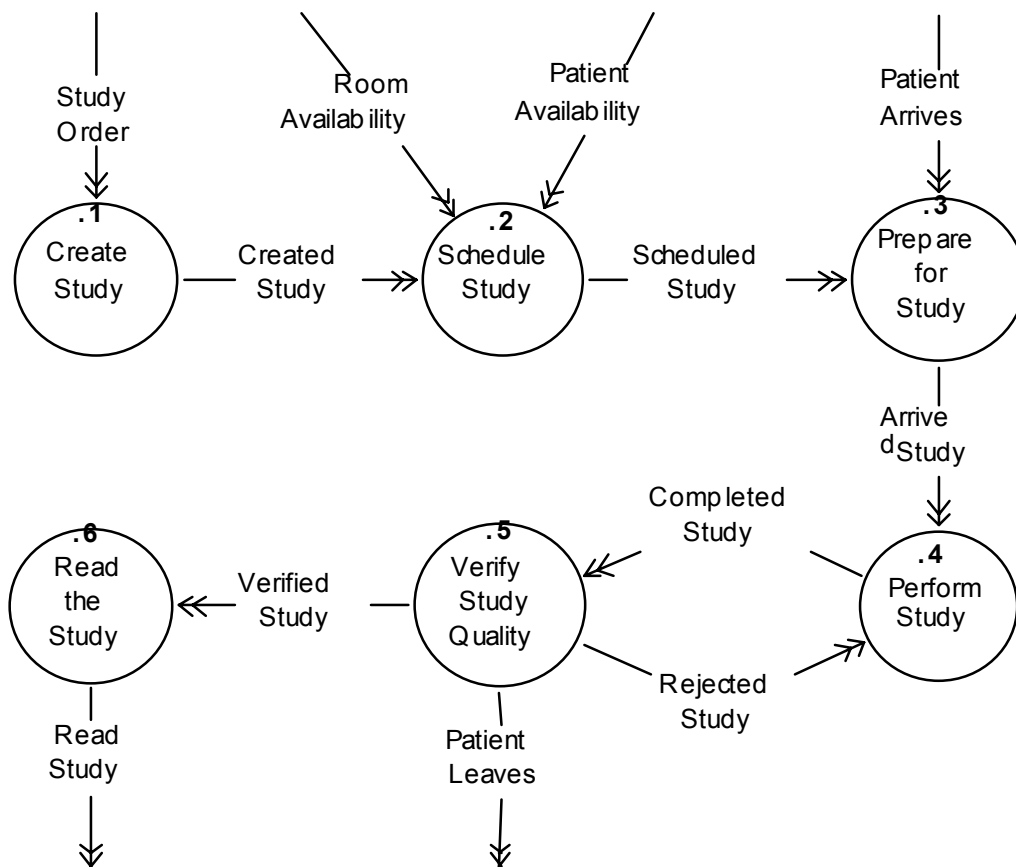 Study
Order
Room
Availability
Patient
Availability
Patient
Arrives
.1
Create
Study
Created
Study
.2
Schedule
Study
Scheduled
Study
.3
Prepare
for
Study
Arrive
d Study
Completed
Study
.4
Perform
Study
Rejected
Study
.5
Verify
Study
Quality
Verified
Study
.6
Read
the
Study
Read
Study
Patient
Leaves